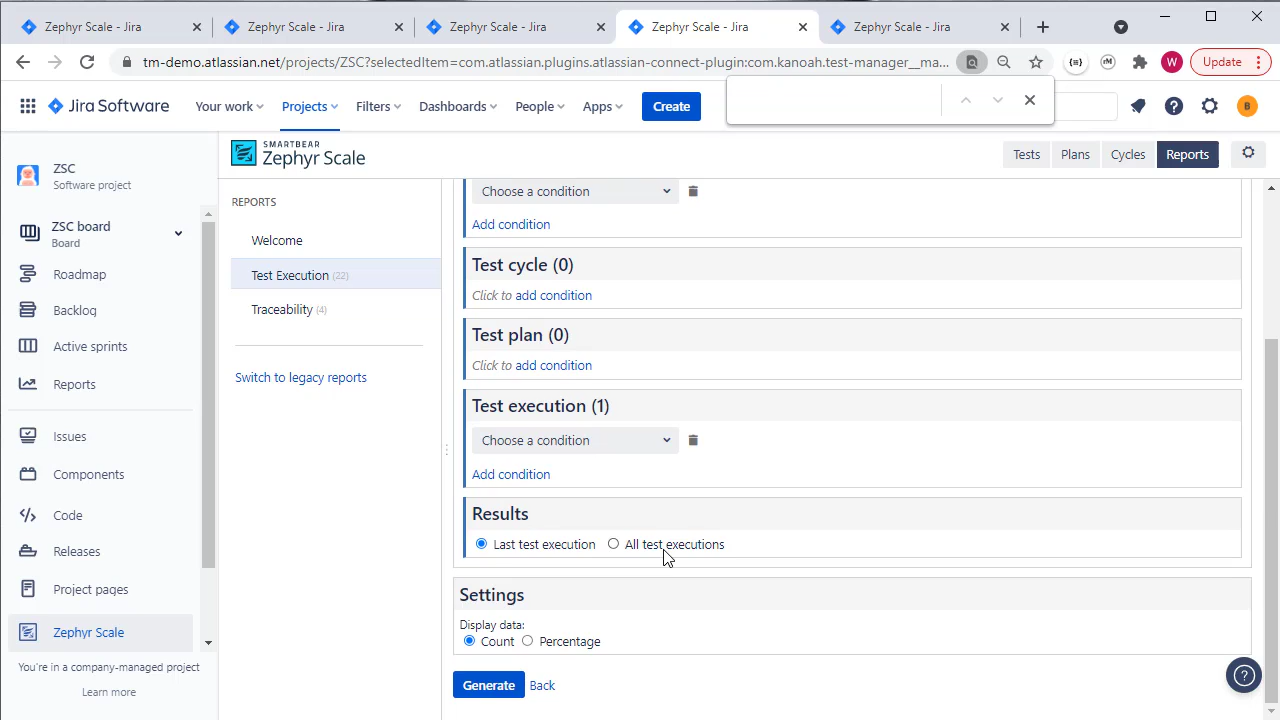 Zephyr Scale - Jira
Zephyr Scale - Jira
Zephyr Scale - Jira
Zephyr Scale - Jira
Zephyr Scale - Jira
tm-demo.atlassian.net/projects/ZSC?selectedItem=com.atlassian.plugins.atlassian-connect-plugin:com.kanoah.test-manager__ma...
W
Update
Jira Software
Your work
Projects
Filters
Dashboards
People
Apps
Create
B
ZSC
Software project
ZSC board
Board
Roadmap
Backlog
Active sprints
Reports
Issues
Components
Code
Releases
Project pages
Zephyr Scale
You're in a company-managed project
Learn more
SMARTBEAR
Zephyr Scale
Tests
Plans
Cycles
Reports
REPORTS
Welcome
Test Execution (22)
Traceability (4)
Switch to legacy reports
Choose a condition
Add condition
Test cycle (0)
Click to add condition
Test plan (0)
Click to add condition
Test execution (1)
Choose a condition
Add condition
Results
Last test execution
All test executions
Settings
Display data:
Count
Percentage
Generate
Back